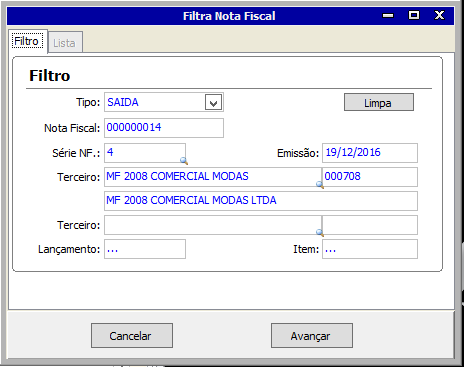 Filtra Nota Fiscal
Filtro Lista
Filtro
Tipo: SAIDA Limpa
Nota Fiscal: 000000014
Série NF.: 4 Emissão: 19/12/2016
Terceiro: MF 2008 COMERCIAL MODAS 000708
MF 2008 COMERCIAL MODAS LTDA
Terceiro:
Lançamento: ... Item: ...
Cancelar Avançar